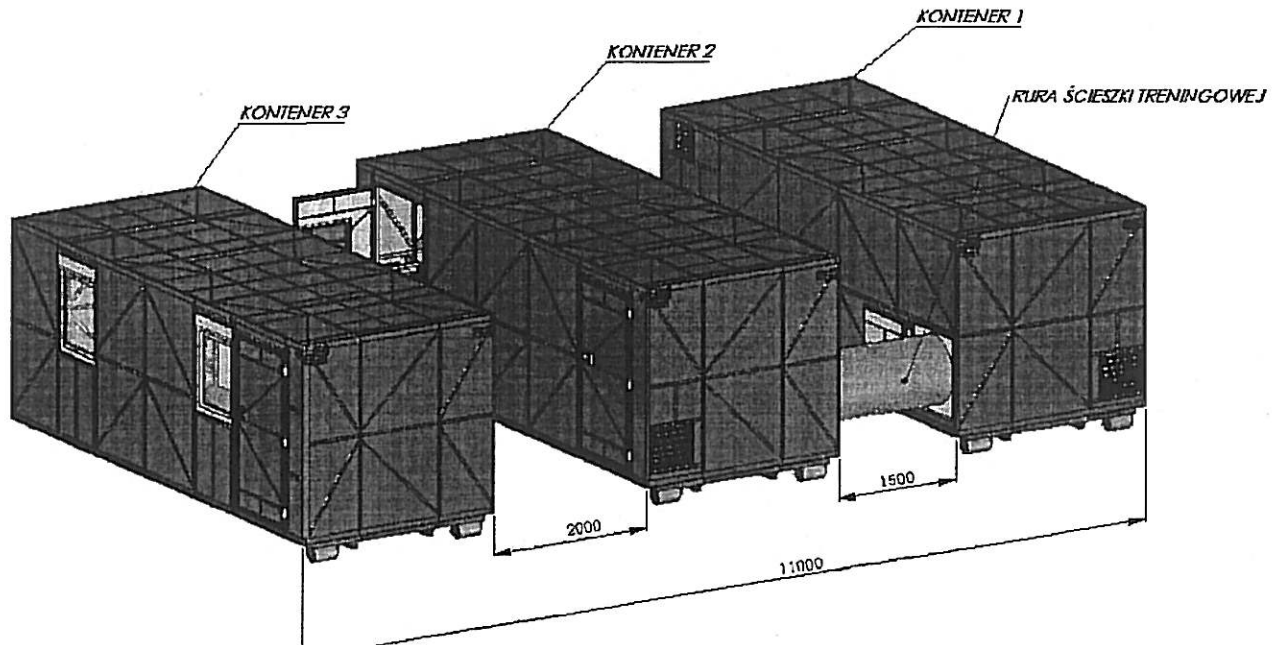 KONTENER 1
KONTENER 2
RURA ŚCIESZKI TRENINGOWEJ
KONTENER 3
1500
2000
11000